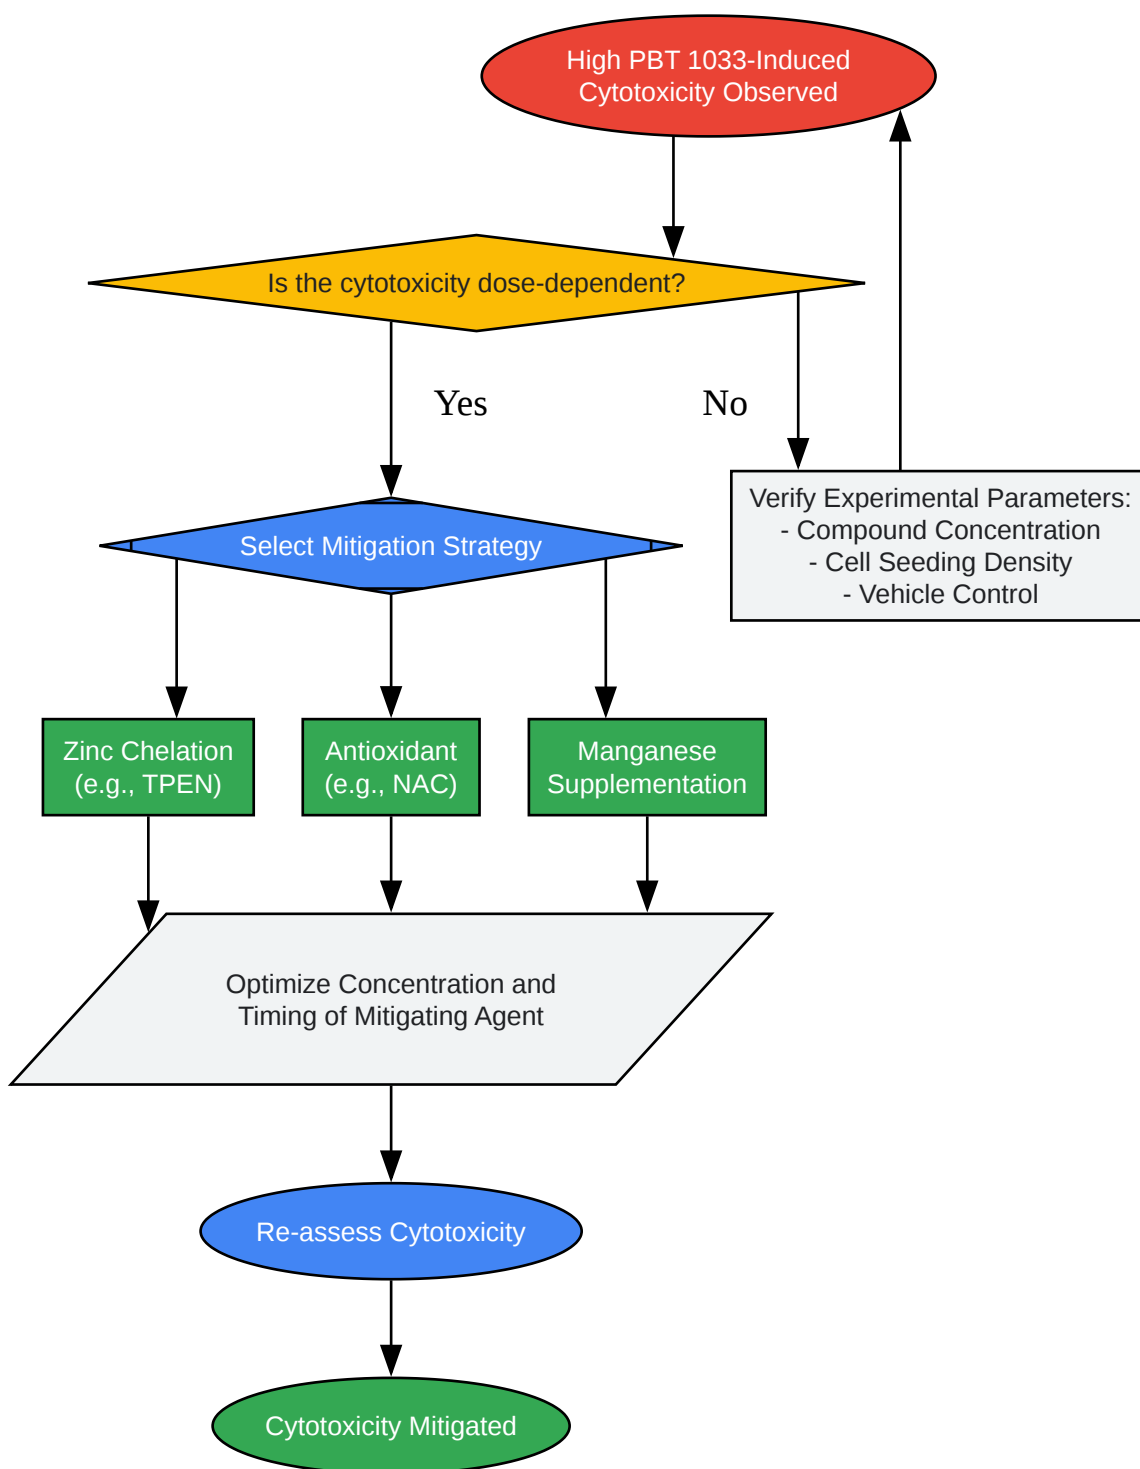 High PBT 1033-Induced
Cytotoxicity Observed
Is the cytotoxicity dose-dependent?
Yes
No
Verify Experimental Parameters:
- Compound Concentration
- Cell Seeding Density
- Vehicle Control
Select Mitigation Strategy
Zinc Chelation
(e.g., TPEN)
Antioxidant
(e.g., NAC)
Manganese
Supplementation
Optimize Concentration and
Timing of Mitigating Agent
Re-assess Cytotoxicity
Cytotoxicity Mitigated